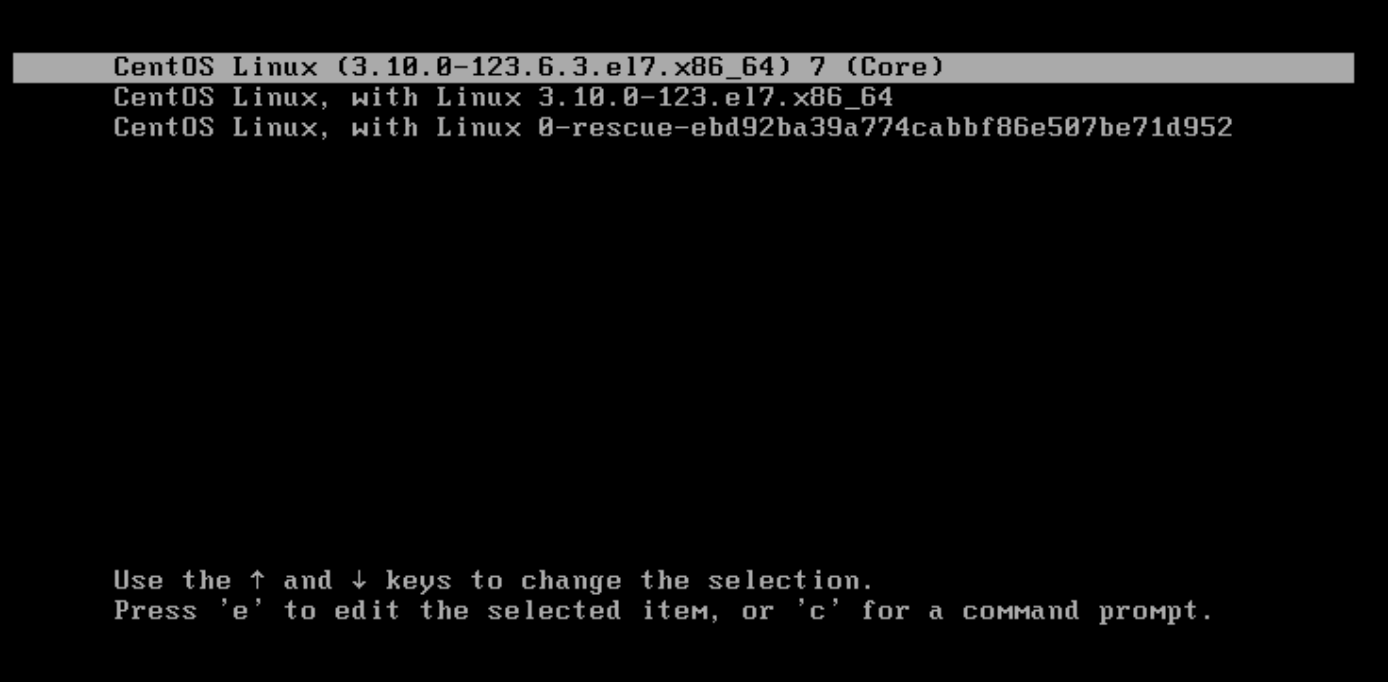 CentOS Linux (3.10.0-123.6.3.el7.x86_64) 7 (Core)
CentOS Linux, with Linux 3.10.0-123.el7.x86_64
CentOS Linux, with Linux 0-rescue-ebd92ba39a774cabbf86e507be71d952
Use the ↑ and ↓ keys to change the selection.
Press 'e' to edit the selected item, or 'c' for a command prompt.